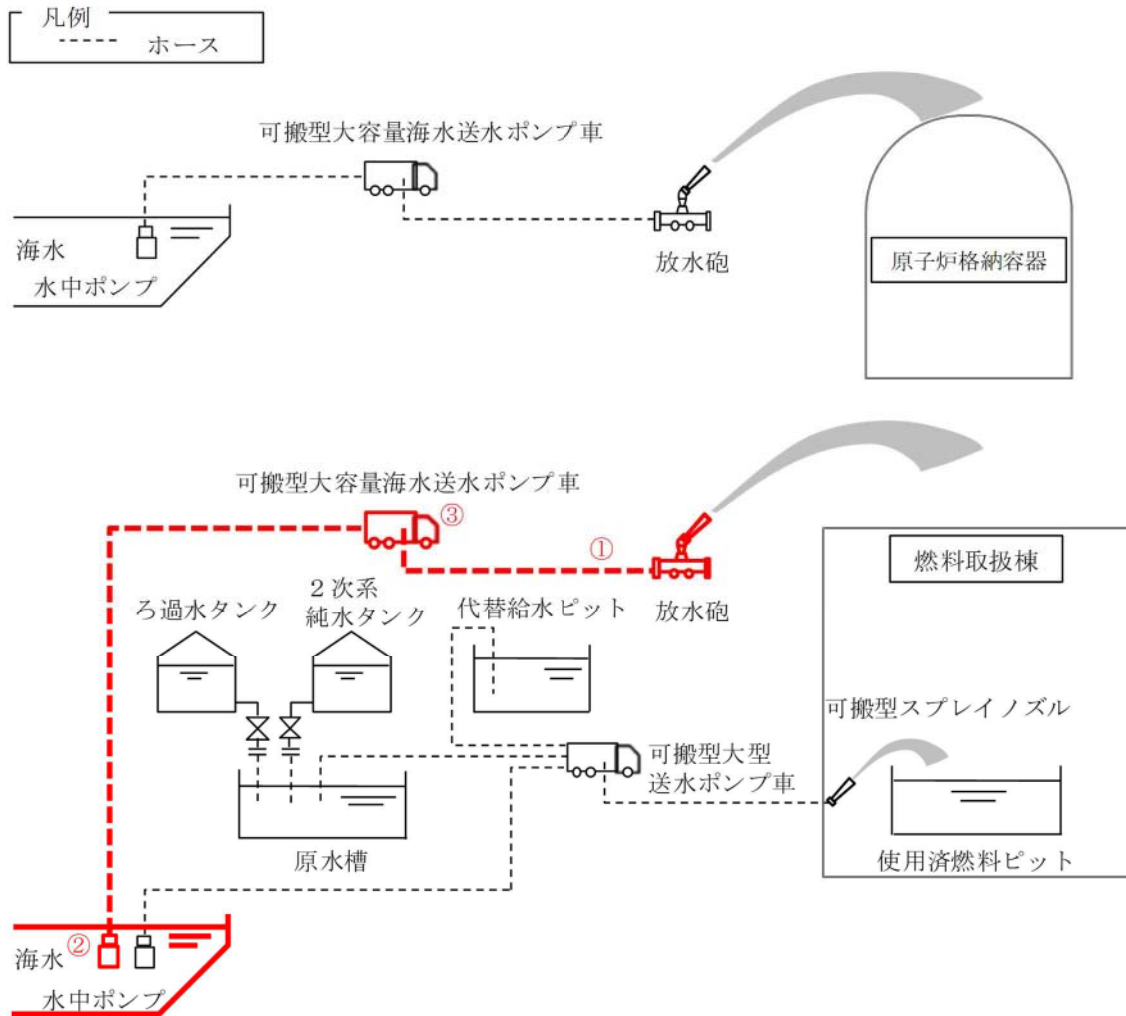 凡例
ホース
可搬型大容量海水送水ポンプ車
海水
水中ポンプ
放水砲
原子炉格納容器
可搬型大容量海水送水ポンプ車
③
①
燃料取扱棟
ろ過水タンク
２次系
純水タンク
代替給水ピット
放水砲
可搬型スプレイノズル
可搬型大型
送水ポンプ車
原水槽
使用済燃料ピット
海水
②
水中ポンプ